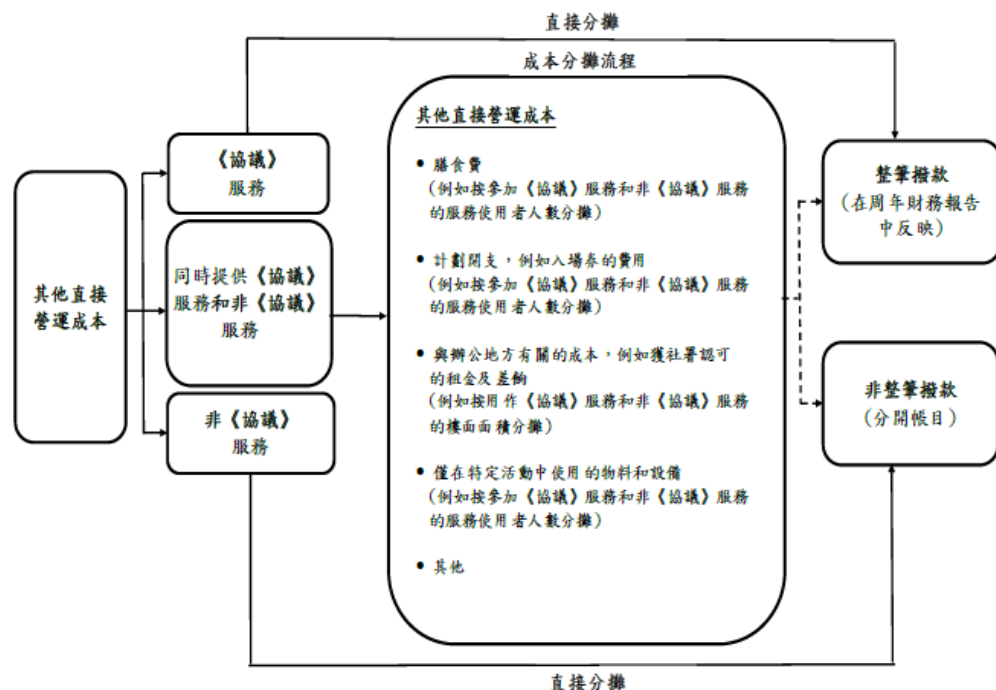 直接分攤
成本分攤流程
其他直接
營運成本
《協議》
服務
同時提供《協議》
服務和非《協議》
服務
非《協議》
服務
其他直接營運成本
• 膳食費
(例如按參加《協議》服務和非《協議》服務
的服務使用者人數分攤)
• 計劃開支，例如入場券的費用
(例如按參加《協議》服務和非《協議》服務
的服務使用者人數分攤)
• 與辦公地方有關的成本，例如獲社署認可
的租金及差餉
(例如按用作《協議》服務和非《協議》服務
的樓面面積分攤)
• 僅在特定活動中使用的物料和設備
(例如按參加《協議》服務和非《協議》服務
的服務使用者人數分攤)
• 其他
整筆撥款
(在周年財務報告
中反映)
非整筆撥款
(分開帳目)
直接分攤